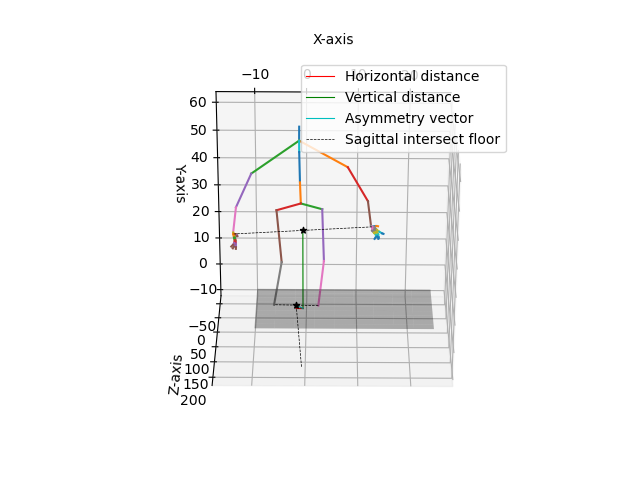 X-axis
−10
0
Horizontal distance
Vertical distance
Asymmetry vector
Sagittal intersect floor
60
50
40
30
20
10
0
−10
Y-axis
−50
0
50
100
150
200
Z-axis